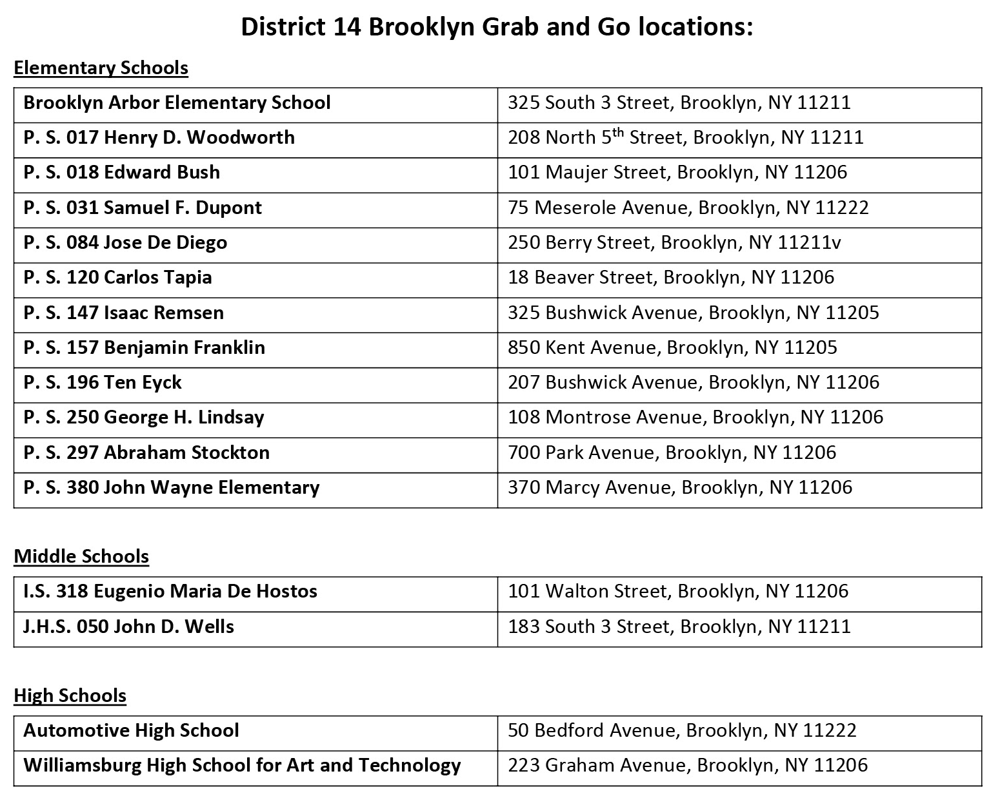 District 14 Brooklyn Grab and Go locations:
Elementary Schools
Brooklyn Arbor Elementary School 325 South 3 Street, Brooklyn, NY 11211
P. S. 017 Henry D. Woodworth 208 North 5th Street, Brooklyn, NY 11211
P. S. 018 Edward Bush 101 Maujer Street, Brooklyn, NY 11206
P. S. 031 Samuel F. Dupont 75 Meserole Avenue, Brooklyn, NY 11222
P. S. 084 Jose De Diego 250 Berry Street, Brooklyn, NY 11211v
P. S. 120 Carlos Tapia 18 Beaver Street, Brooklyn, NY 11206
P. S. 147 Isaac Remsen 325 Bushwick Avenue, Brooklyn, NY 11205
P. S. 157 Benjamin Franklin 850 Kent Avenue, Brooklyn, NY 11205
P. S. 196 Ten Eyck 207 Bushwick Avenue, Brooklyn, NY 11206
P. S. 250 George H. Lindsay 108 Montrose Avenue, Brooklyn, NY 11206
P. S. 297 Abraham Stockton 700 Park Avenue, Brooklyn, NY 11206
P. S. 380 John Wayne Elementary 370 Marcy Avenue, Brooklyn, NY 11206
Middle Schools
I.S. 318 Eugenio Maria De Hostos 101 Walton Street, Brooklyn, NY 11206
J.H.S. 050 John D. Wells 183 South 3 Street, Brooklyn, NY 11211
High Schools
Automotive High School 50 Bedford Avenue, Brooklyn, NY 11222
Williamsburg High School for Art and Technology 223 Graham Avenue, Brooklyn, NY 11206